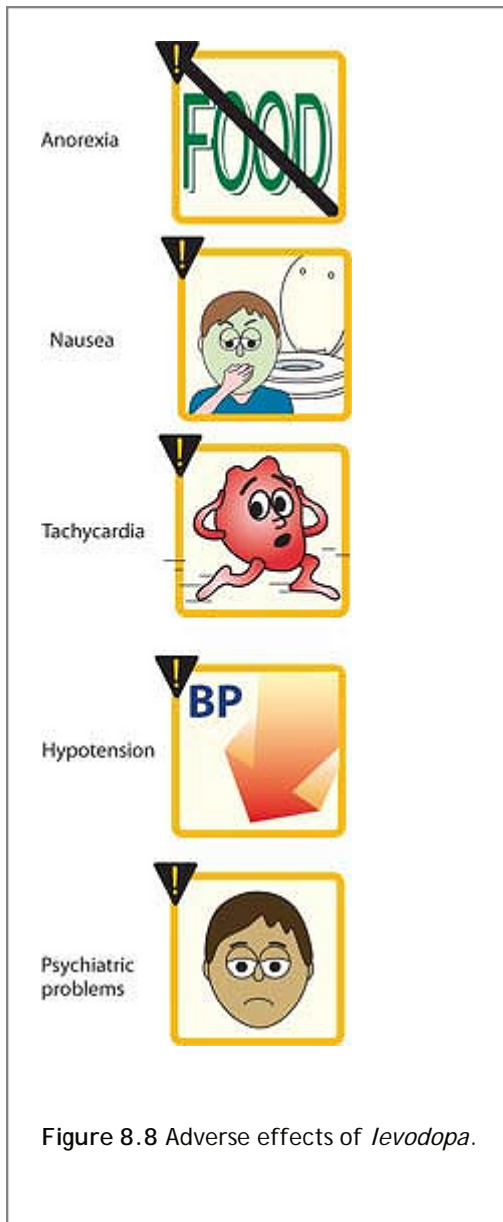 Anorexia
FOOD
Nausea
Tachycardia
BP
Hypotension
Psychiatric
problems
Figure 8.8 Adverse effects of levodopa.